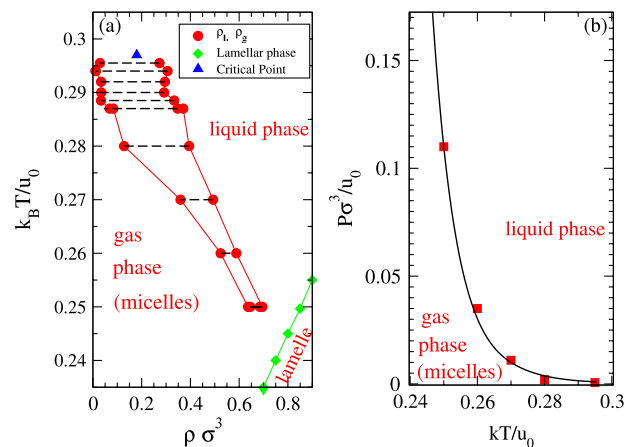 (a)
ρl, ρg
Lamellar phase
Critical Point
0.3
0.29
0.28
0.27
0.26
0.25
0.24
kBT/u0
liquid phase
gas
phase
(micelles)
lamelle
0 0.2 0.4 0.6 0.8
ρ σ3
(b)
0.15
0.1
0.05
0
Pσ3/u0
liquid phase
gas
phase
(micelles)
0.24 0.26 0.28 0.3
kT/u0